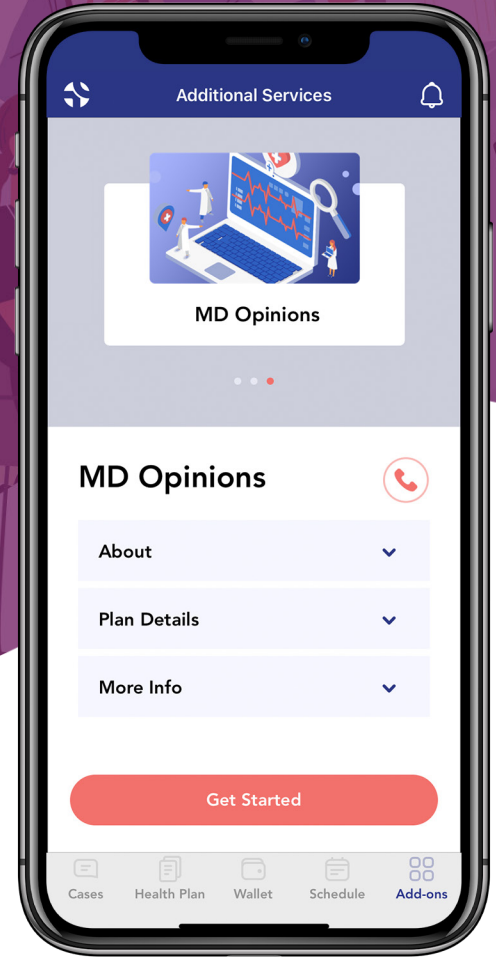 Additional Services
MD Opinions
MD Opinions
About
Plan Details
More Info
Get Started
Cases Health Plan Wallet Schedule Add-ons